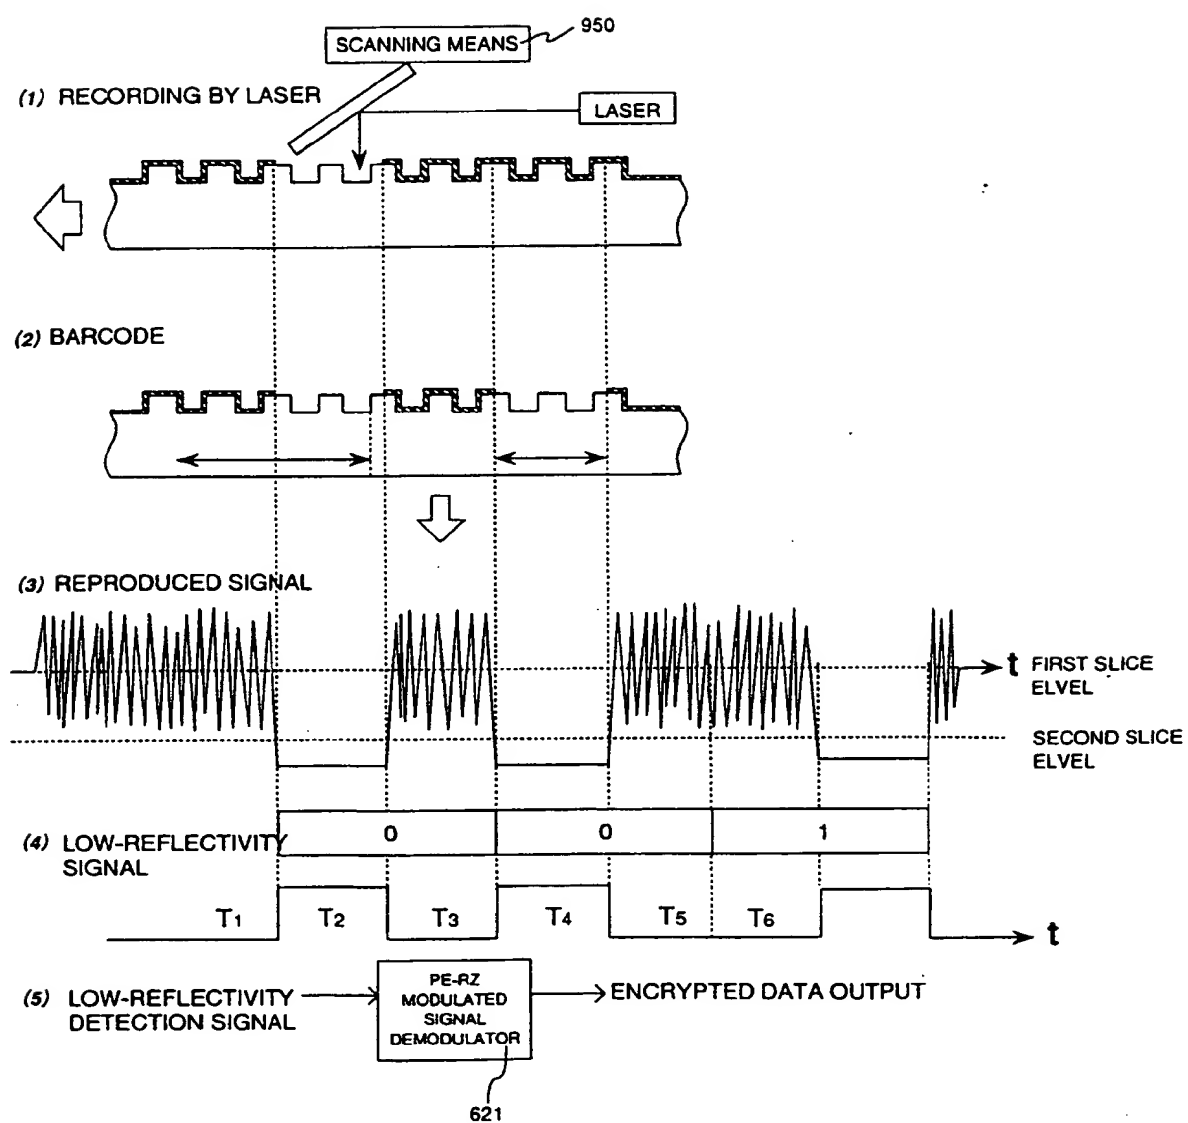 950
SCANNING MEANS
(1) RECORDING BY LASER
LASER
(2) BARCODE
(3) REPRODUCED SIGNAL
t FIRST SLICE
ELVEL
SECOND SLICE
ELVEL
(4) LOW-REFLECTIVITY
SIGNAL
0 0 1
T1 T2 T3 T4 T5 T6
t
(5) LOW-REFLECTIVITY
DETECTION SIGNAL
PE-RZ
MODULATED
SIGNAL
DEMODULATOR
ENCRYPTED DATA OUTPUT
621